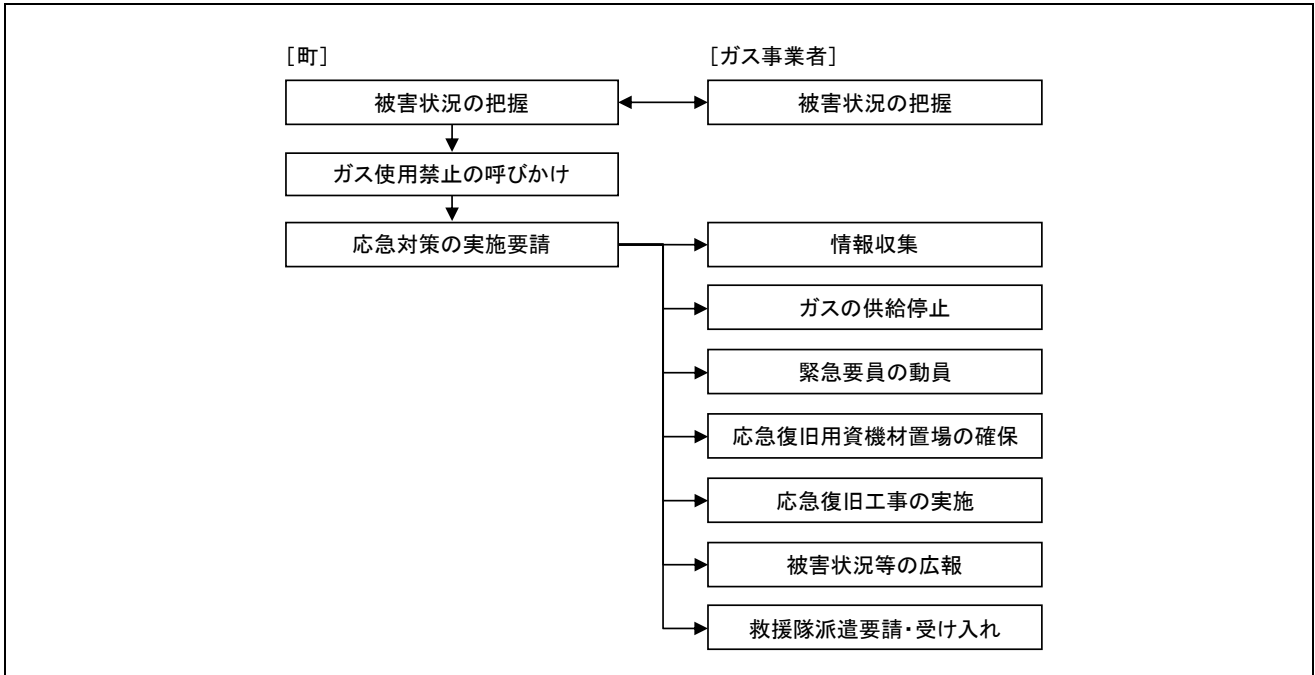 ［町］
［ガス事業者］
被害状況の把握
被害状況の把握
ガス使用禁止の呼びかけ
応急対策の実施要請
情報収集
ガスの供給停止
緊急要員の動員
応急復旧用資機材置場の確保
応急復旧工事の実施
被害状況等の広報
救援隊派遣要請・受け入れ